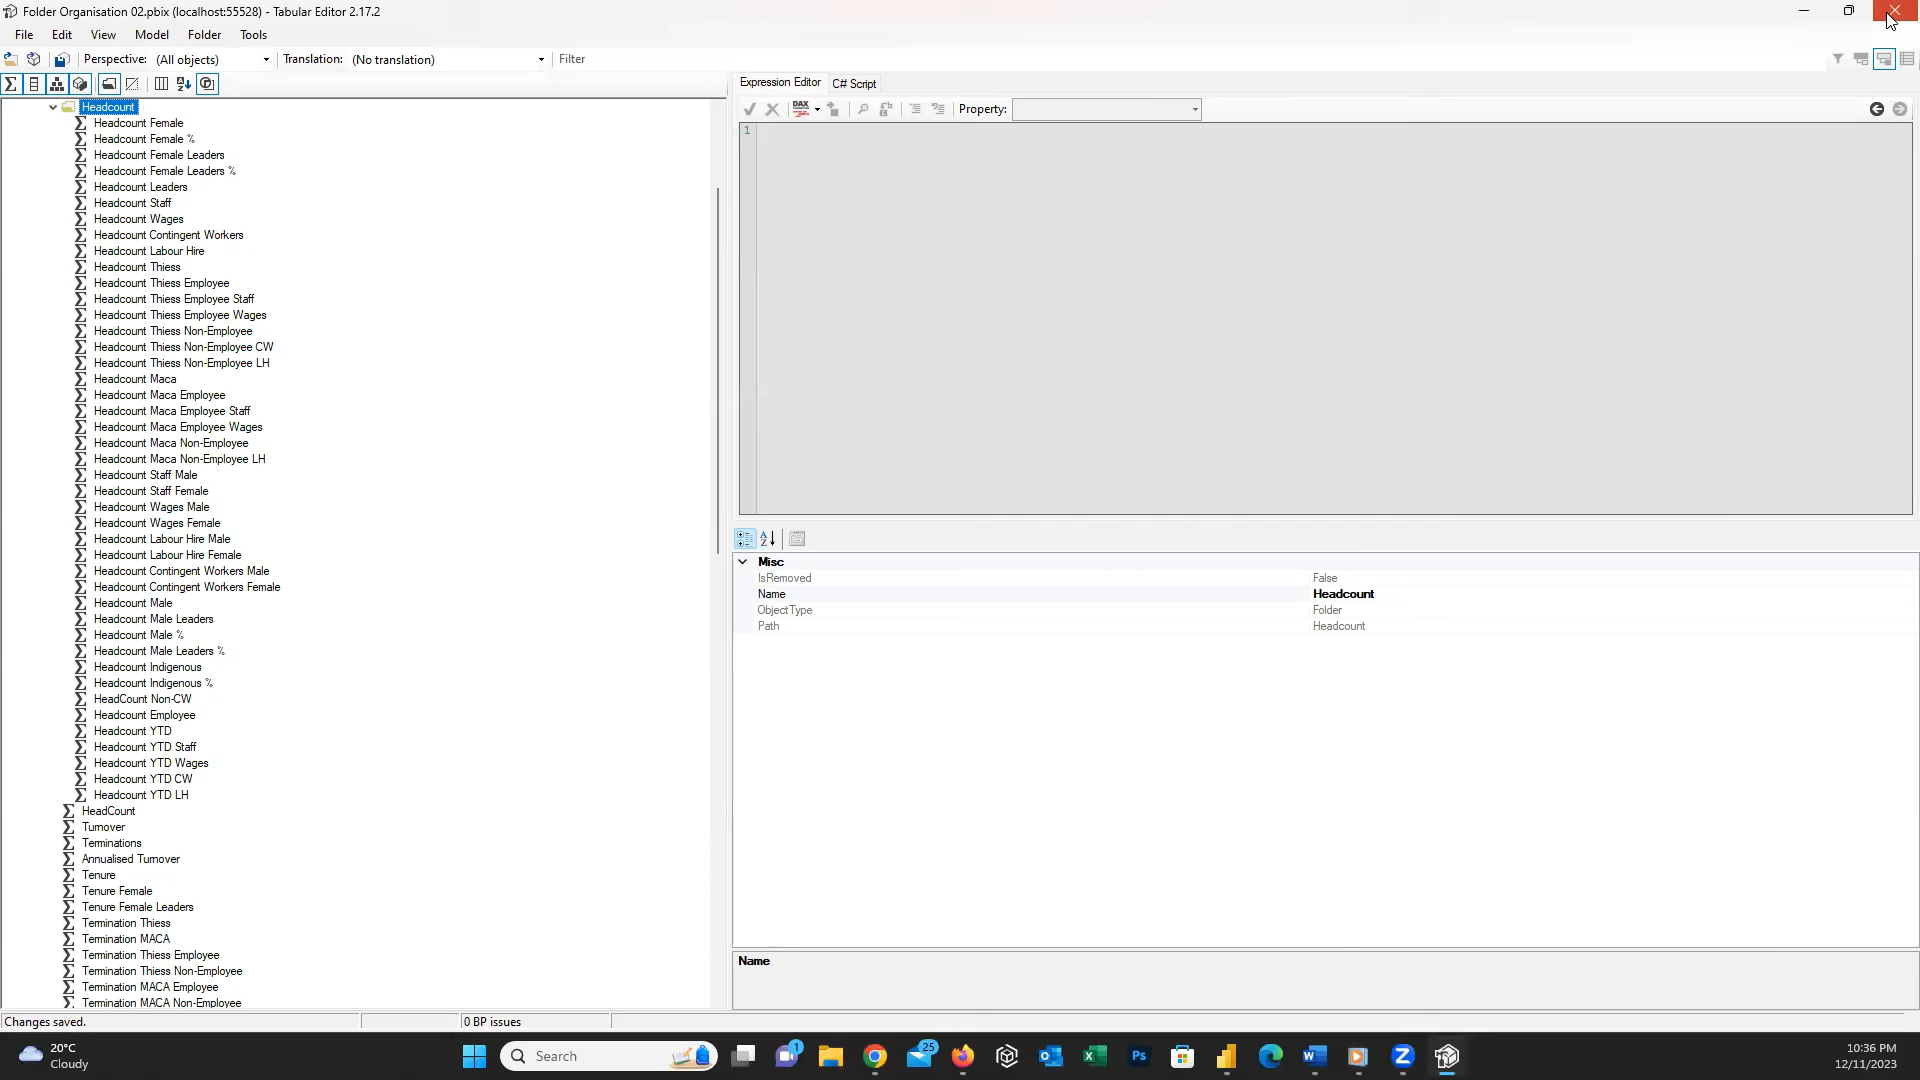 Folder Organisation 02.pbix (localhost:55528) - Tabular Editor 2.17.2
File Edit View Model Folder Tools
Perspective: (All objects) Translation: (No translation) Filter
Expression Editor C# Script
DAX Property:
1
Headcount
Headcount Female
Headcount Female %
Headcount Female Leaders
Headcount Female Leaders %
Headcount Leaders
Headcount Staff
Headcount Wages
Headcount Contingent Workers
Headcount Labour Hire
Headcount Thiess
Headcount Thiess Employee
Headcount Thiess Employee Staff
Headcount Thiess Employee Wages
Headcount Thiess Non-Employee
Headcount Thiess Non-Employee CW
Headcount Thiess Non-Employee LH
Headcount Maca
Headcount Maca Employee
Headcount Maca Employee Staff
Headcount Maca Employee Wages
Headcount Maca Non-Employee
Headcount Maca Non-Employee LH
Headcount Staff Male
Headcount Staff Female
Headcount Wages Male
Headcount Wages Female
Headcount Labour Hire Male
Headcount Labour Hire Female
Headcount Contingent Workers Male
Headcount Contingent Workers Female
Headcount Male
Headcount Male Leaders
Headcount Male %
Headcount Male Leaders %
Headcount Indigenous
Headcount Indigenous %
HeadCount Non-CW
Headcount Employee
Headcount YTD
Headcount YTD Staff
Headcount YTD Wages
Headcount YTD CW
Headcount YTD LH
HeadCount
Turnover
Terminations
Annualised Turnover
Tenure
Tenure Female
Tenure Female Leaders
Termination Thiess
Termination MACA
Termination Thiess Employee
Termination Thiess Non-Employee
Termination MACA Employee
Termination MACA Non-Employee
Misc
IsRemoved False
Name Headcount
ObjectType Folder
Path Headcount
Name
Changes saved. 0 BP issues
20°C
Cloudy
Search
1
25
10:36 PM
12/11/2023